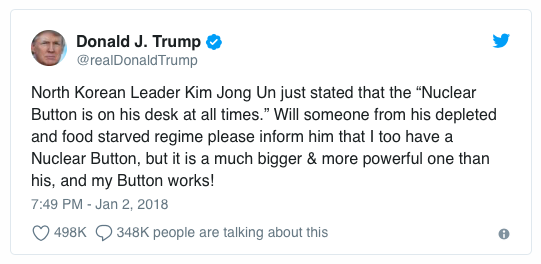 Donald J. Trump
@realDonaldTrump
North Korean Leader Kim Jong Un just stated that the “Nuclear
Button is on his desk at all times.” Will someone from his depleted
and food starved regime please inform him that I too have a
Nuclear Button, but it is a much bigger & more powerful one than
his, and my Button works!
7:49 PM - Jan 2, 2018
498K 348K people are talking about this